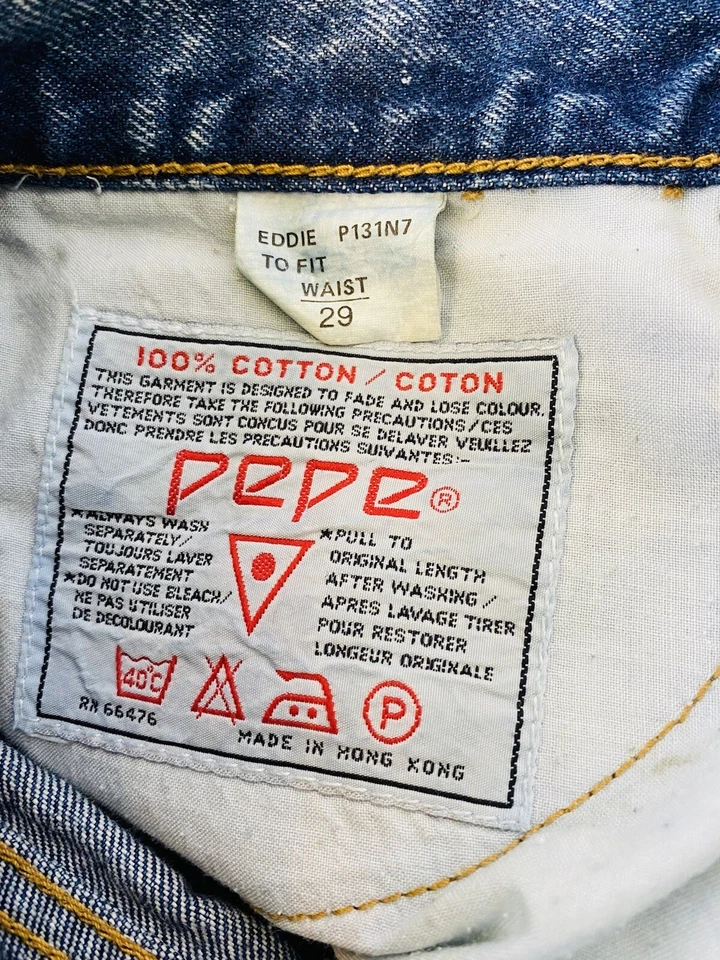 EDDIE P131N7
TO FIT
WAIST
29
100% COTTON / COTON
THIS GARMENT IS DESIGNED TO FADE AND LOSE COLOUR.
THEREFORE TAKE THE FOLLOWING PRECAUTIONS/CES
VETEMENTS SONT CONCUS POUR SE DELAVER VEUILLEZ
DONC PRENDRE LES PRECAUTIONS SUIVANTES:-
pepe®
*ALWAYS WASH
SEPARATELY/
TOUJOURS LAVER
SEPARATEMENT
*DO NOT USE BLEACH/
NE PAS UTILISER
DE DECOLOURANT
*PULL TO
ORIGINAL LENGTH
AFTER WASHING/
APRES LAVAGE TIRER
POUR RESTORER
LONGEUR ORIGINALE
40°C
P
RN 66476
MADE IN HONG KONG